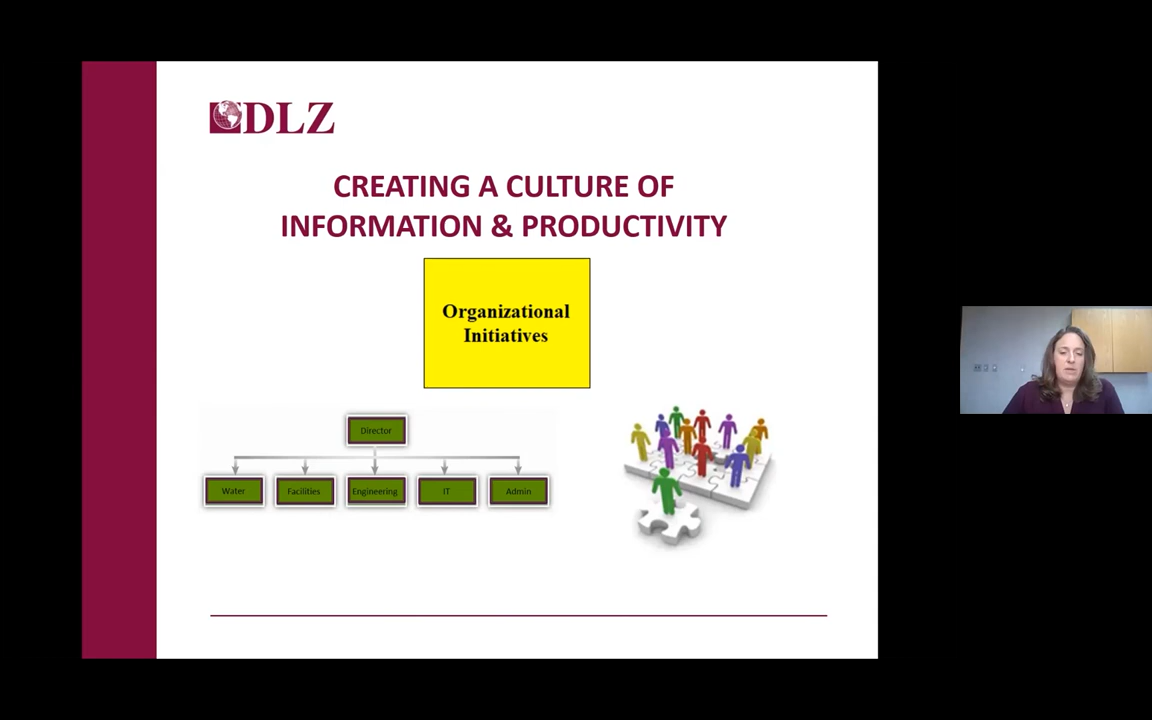 DLZ
CREATING A CULTURE OF
INFORMATION & PRODUCTIVITY
Organizational
Initiatives
Director
Water
Facilities
Engineering
IT
Admin